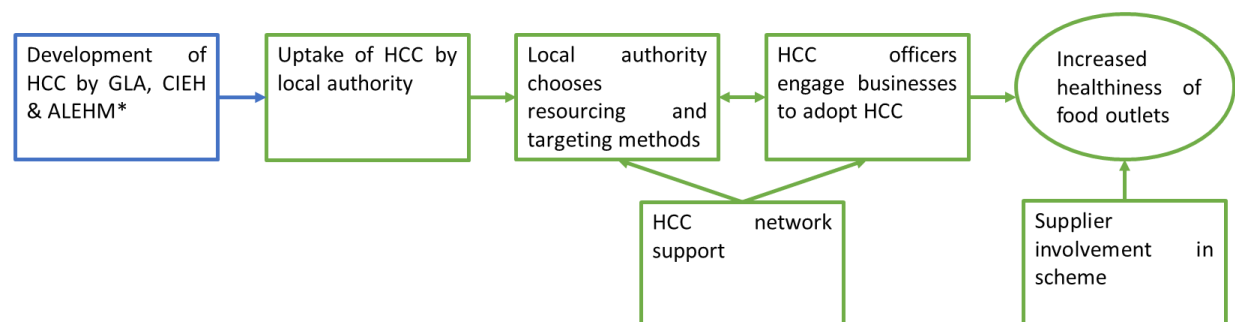 Development of
HCC by GLA, CIEH
& ALEHM*
Uptake of HCC by
local authority
Local authority
chooses
resourcing and
targeting methods
HCC officers
engage businesses
to adopt HCC
Increased
healthiness of
food outlets
HCC network
support
Supplier
involvement in
scheme